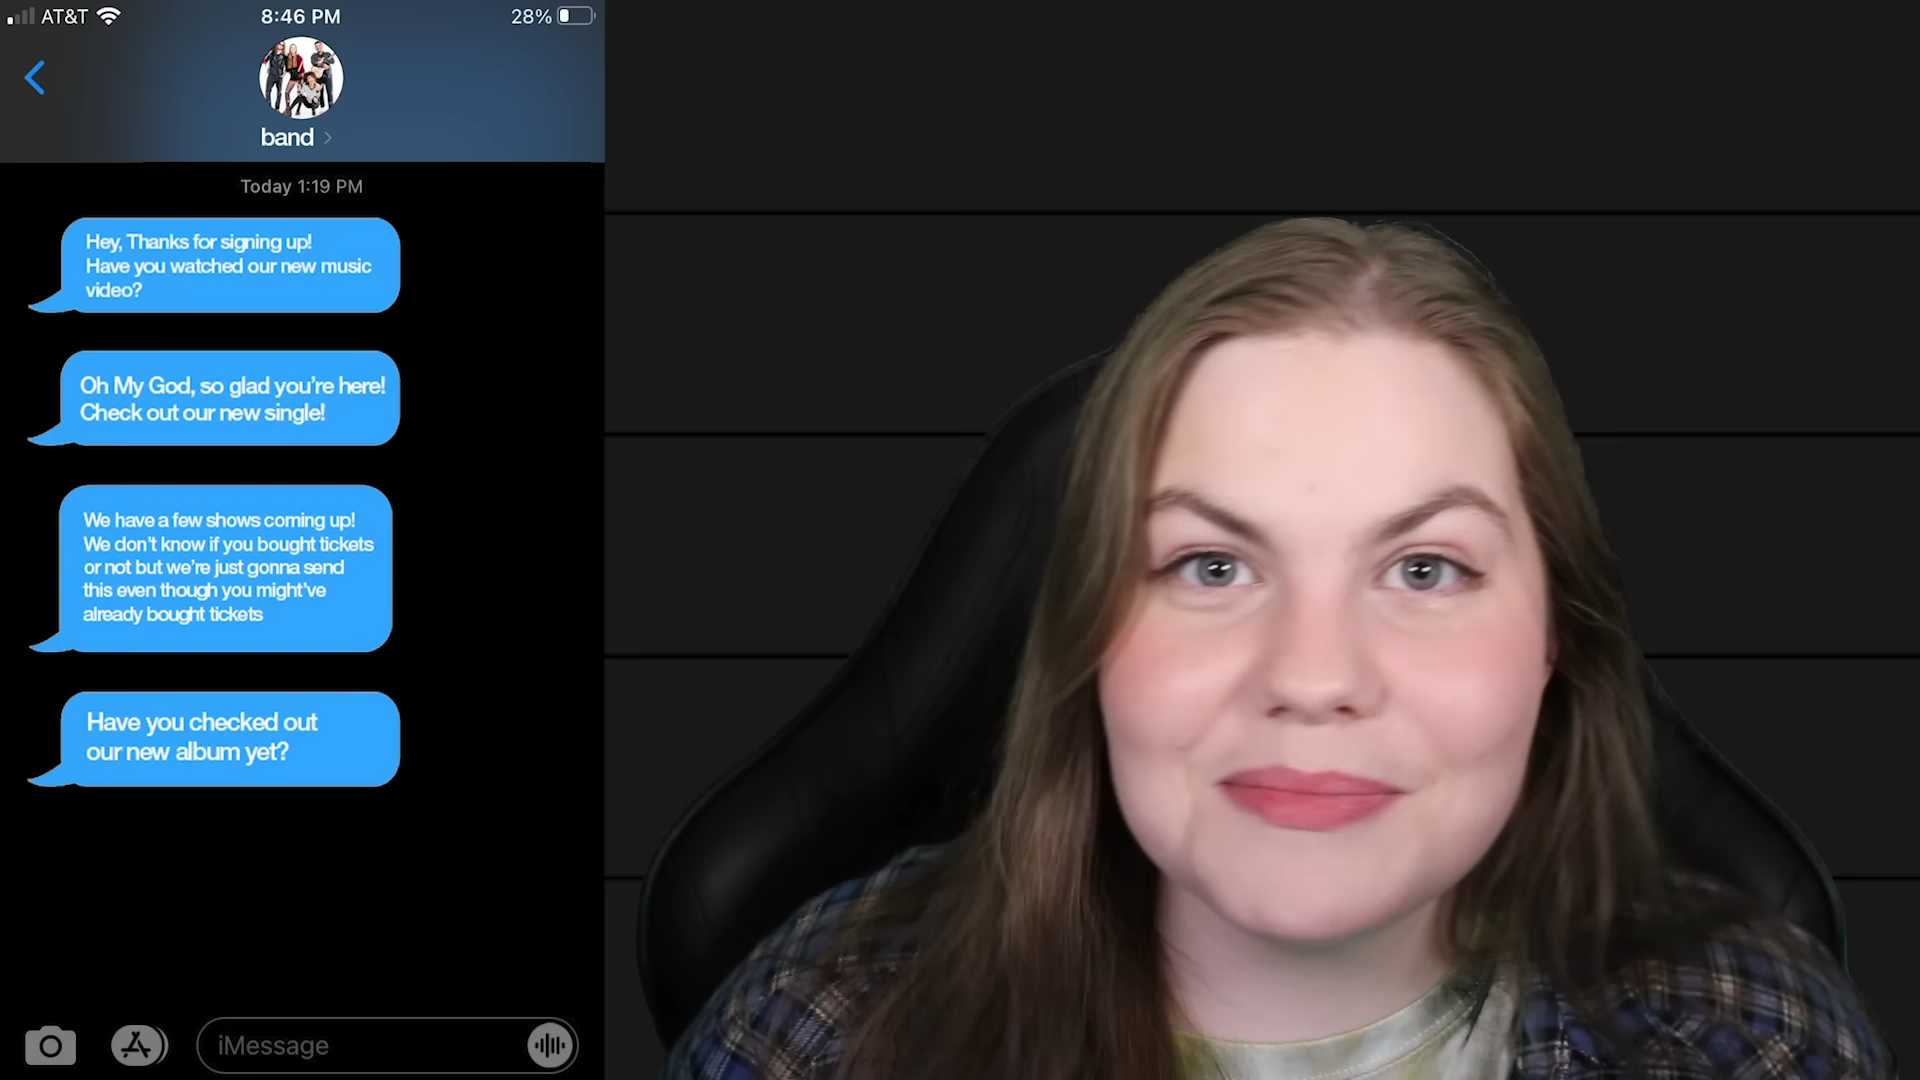 AT&T 8:46 PM 28%
band
Today 1:19 PM
Hey, Thanks for signing up!
Have you watched our new music
video?
Oh My God, so glad you're here!
Check out our new single!
We have a few shows coming up!
We don't know if you bought tickets
or not but we're just gonna send
this even though you might've
already bought tickets
Have you checked out
our new album yet?
iMessage